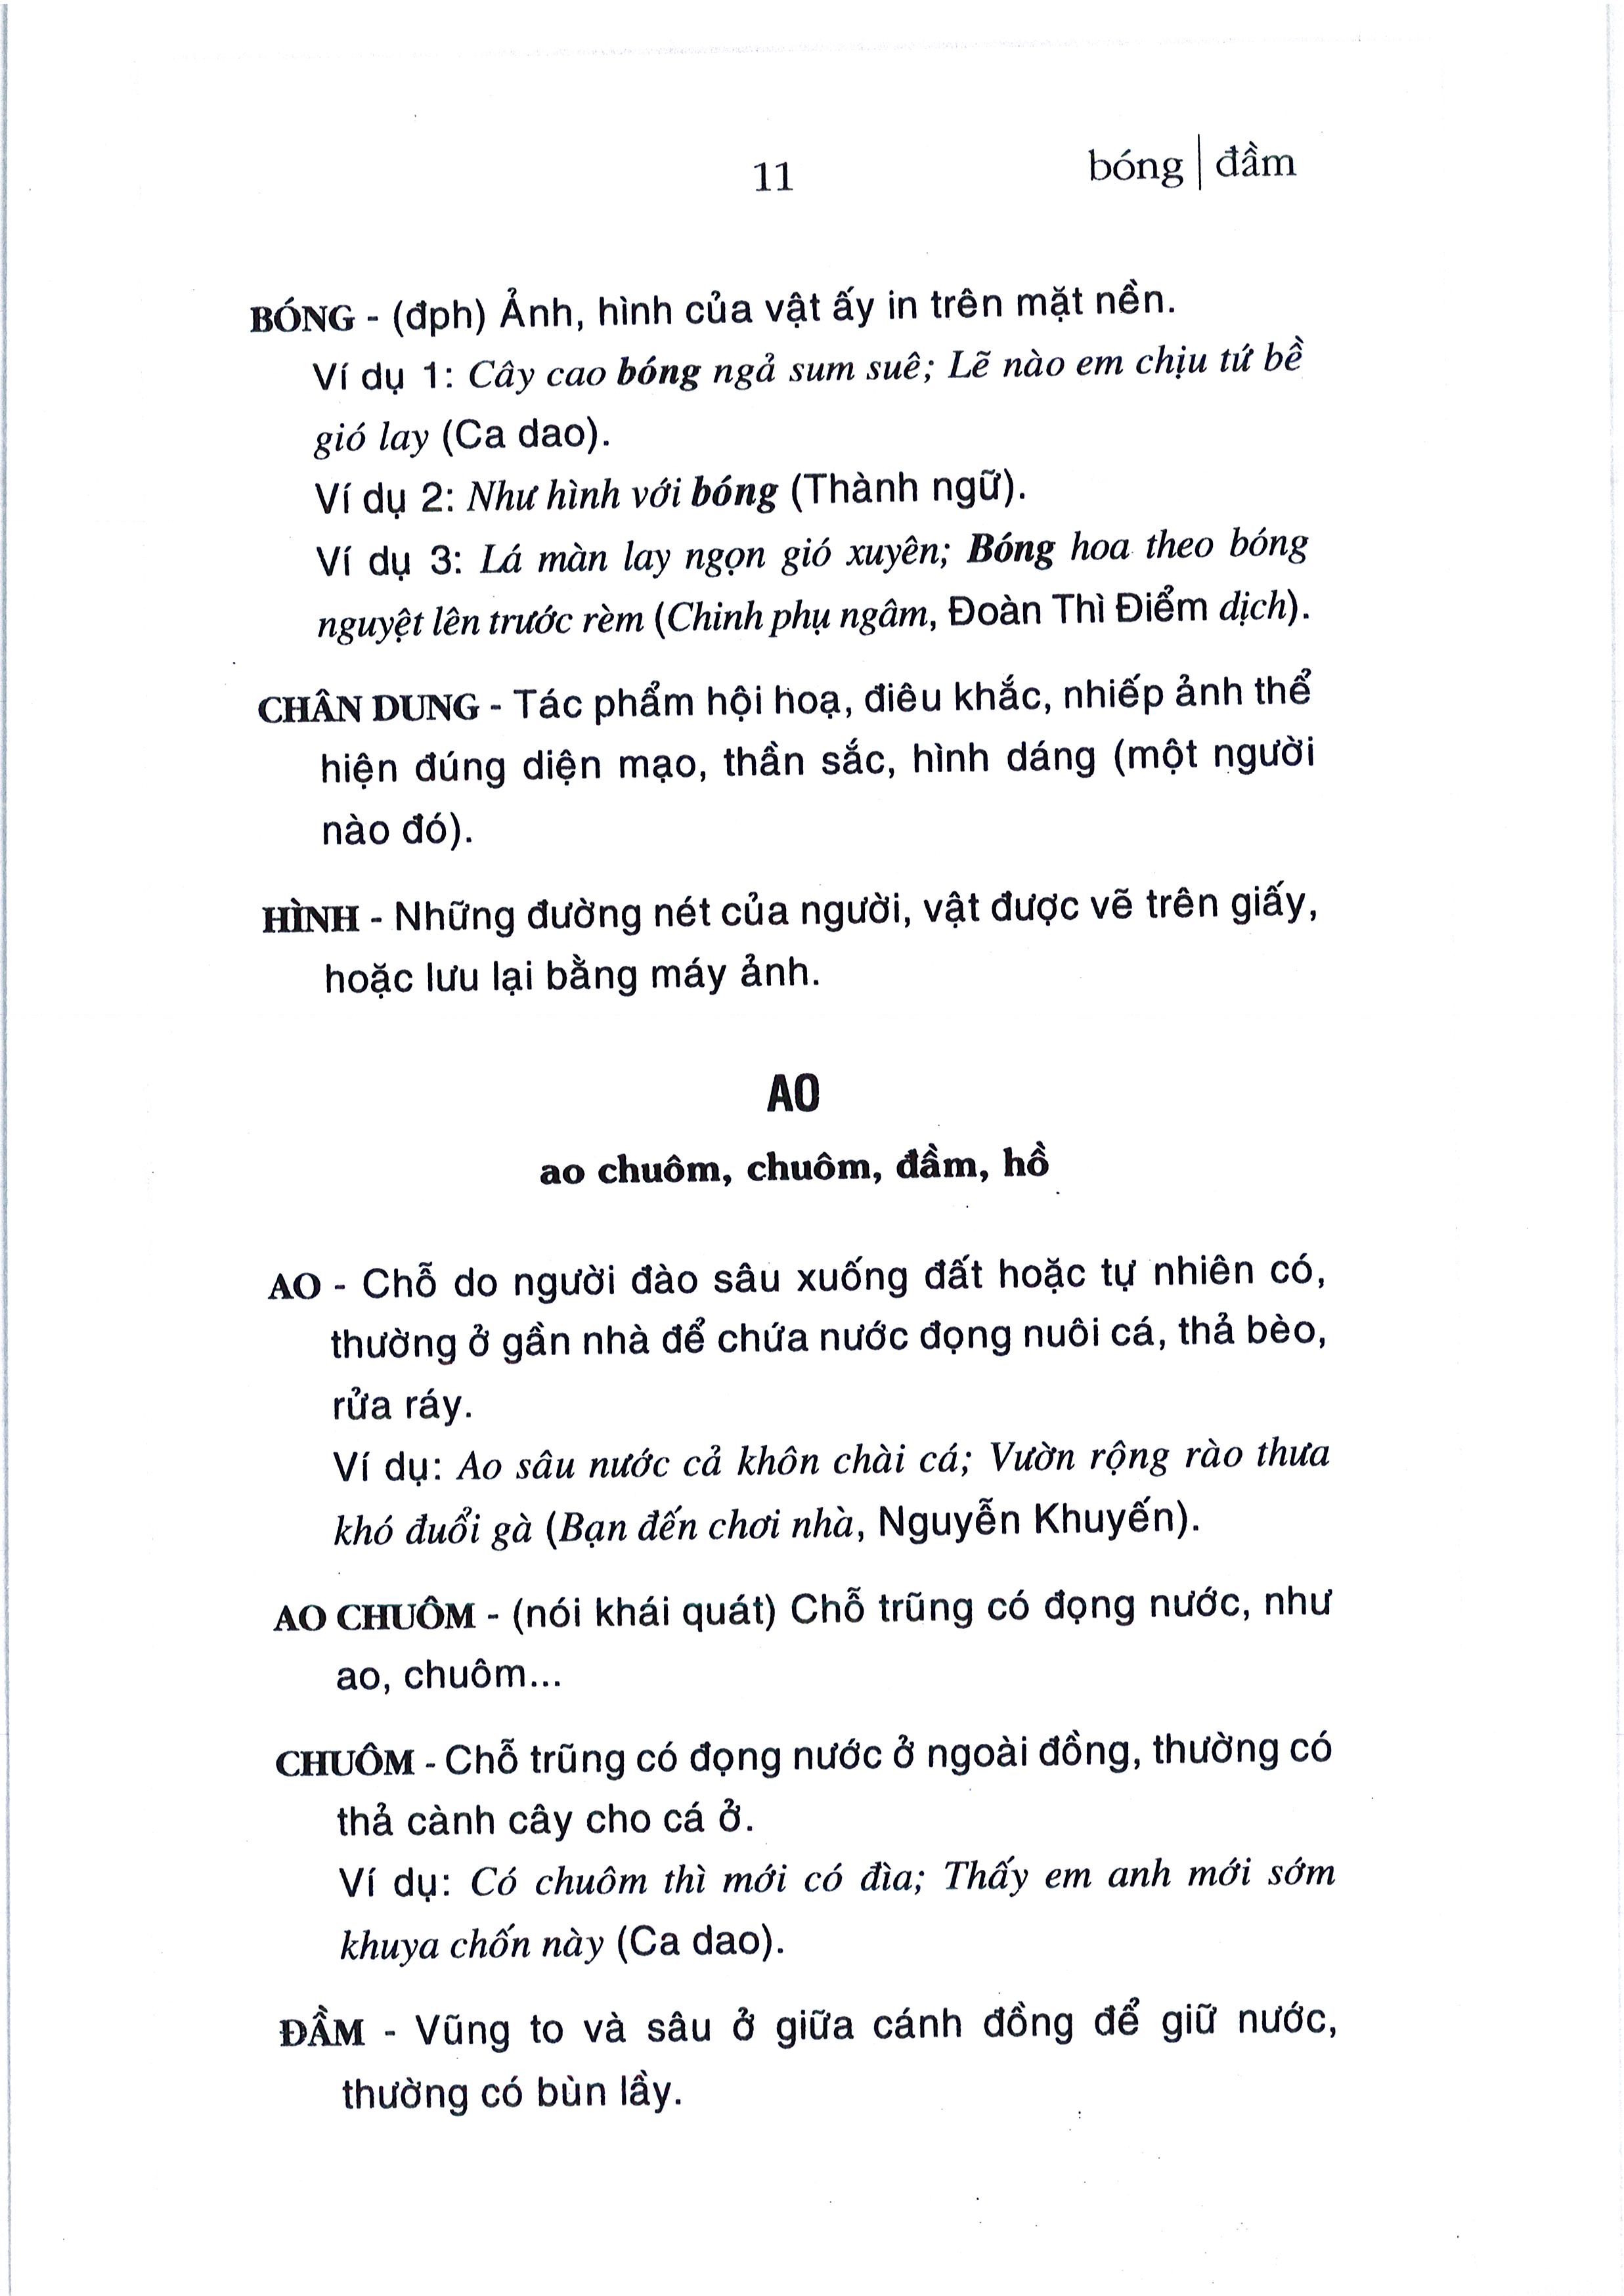 11
bóng | đầm
BÓNG - (đph) Ảnh, hình của vật ấy in trên mặt nền.
Ví dụ 1: Cây cao bóng ngả sum suê; Lẽ nào em chịu tứ bề
gió lay (Ca dao).
Ví dụ 2: Như hình với bóng (Thành ngữ).
Ví dụ 3: Lá màn lay ngọn gió xuyên; Bóng hoa theo bóng
nguyệt lên trước rèm (Chinh phụ ngâm, Đoàn Thì Điểm dịch).
CHÂN DUNG - Tác phẩm hội hoạ, điêu khắc, nhiếp ảnh thể
hiện đúng diện mạo, thần sắc, hình dáng (một người
nào đó).
HÌNH - Những đường nét của người, vật được vẽ trên giấy,
hoặc lưu lại bằng máy ảnh.
AO
ao chuôm, chuôm, đầm, hồ
AO - Chỗ do người đào sâu xuống đất hoặc tự nhiên có,
thường ở gần nhà để chứa nước đọng nuôi cá, thả bèo,
rửa ráy.
Ví dụ: Ao sâu nước cả khôn chài cá; Vườn rộng rào thưa
khó đuổi gà (Bạn đến chơi nhà, Nguyễn Khuyến).
AO CHUÔM - (nói khái quát) Chỗ trũng có đọng nước, như
ao, chuôm...
CHUÔM - Chỗ trũng có đọng nước ở ngoài đồng, thường có
thả cành cây cho cá ở.
Ví dụ: Có chuôm thì mới có đìa; Thấy em anh mới sớm
khuya chốn này (Ca dao).
ĐẦM - Vũng to và sâu ở giữa cánh đồng để giữ nước,
thường có bùn lầy.